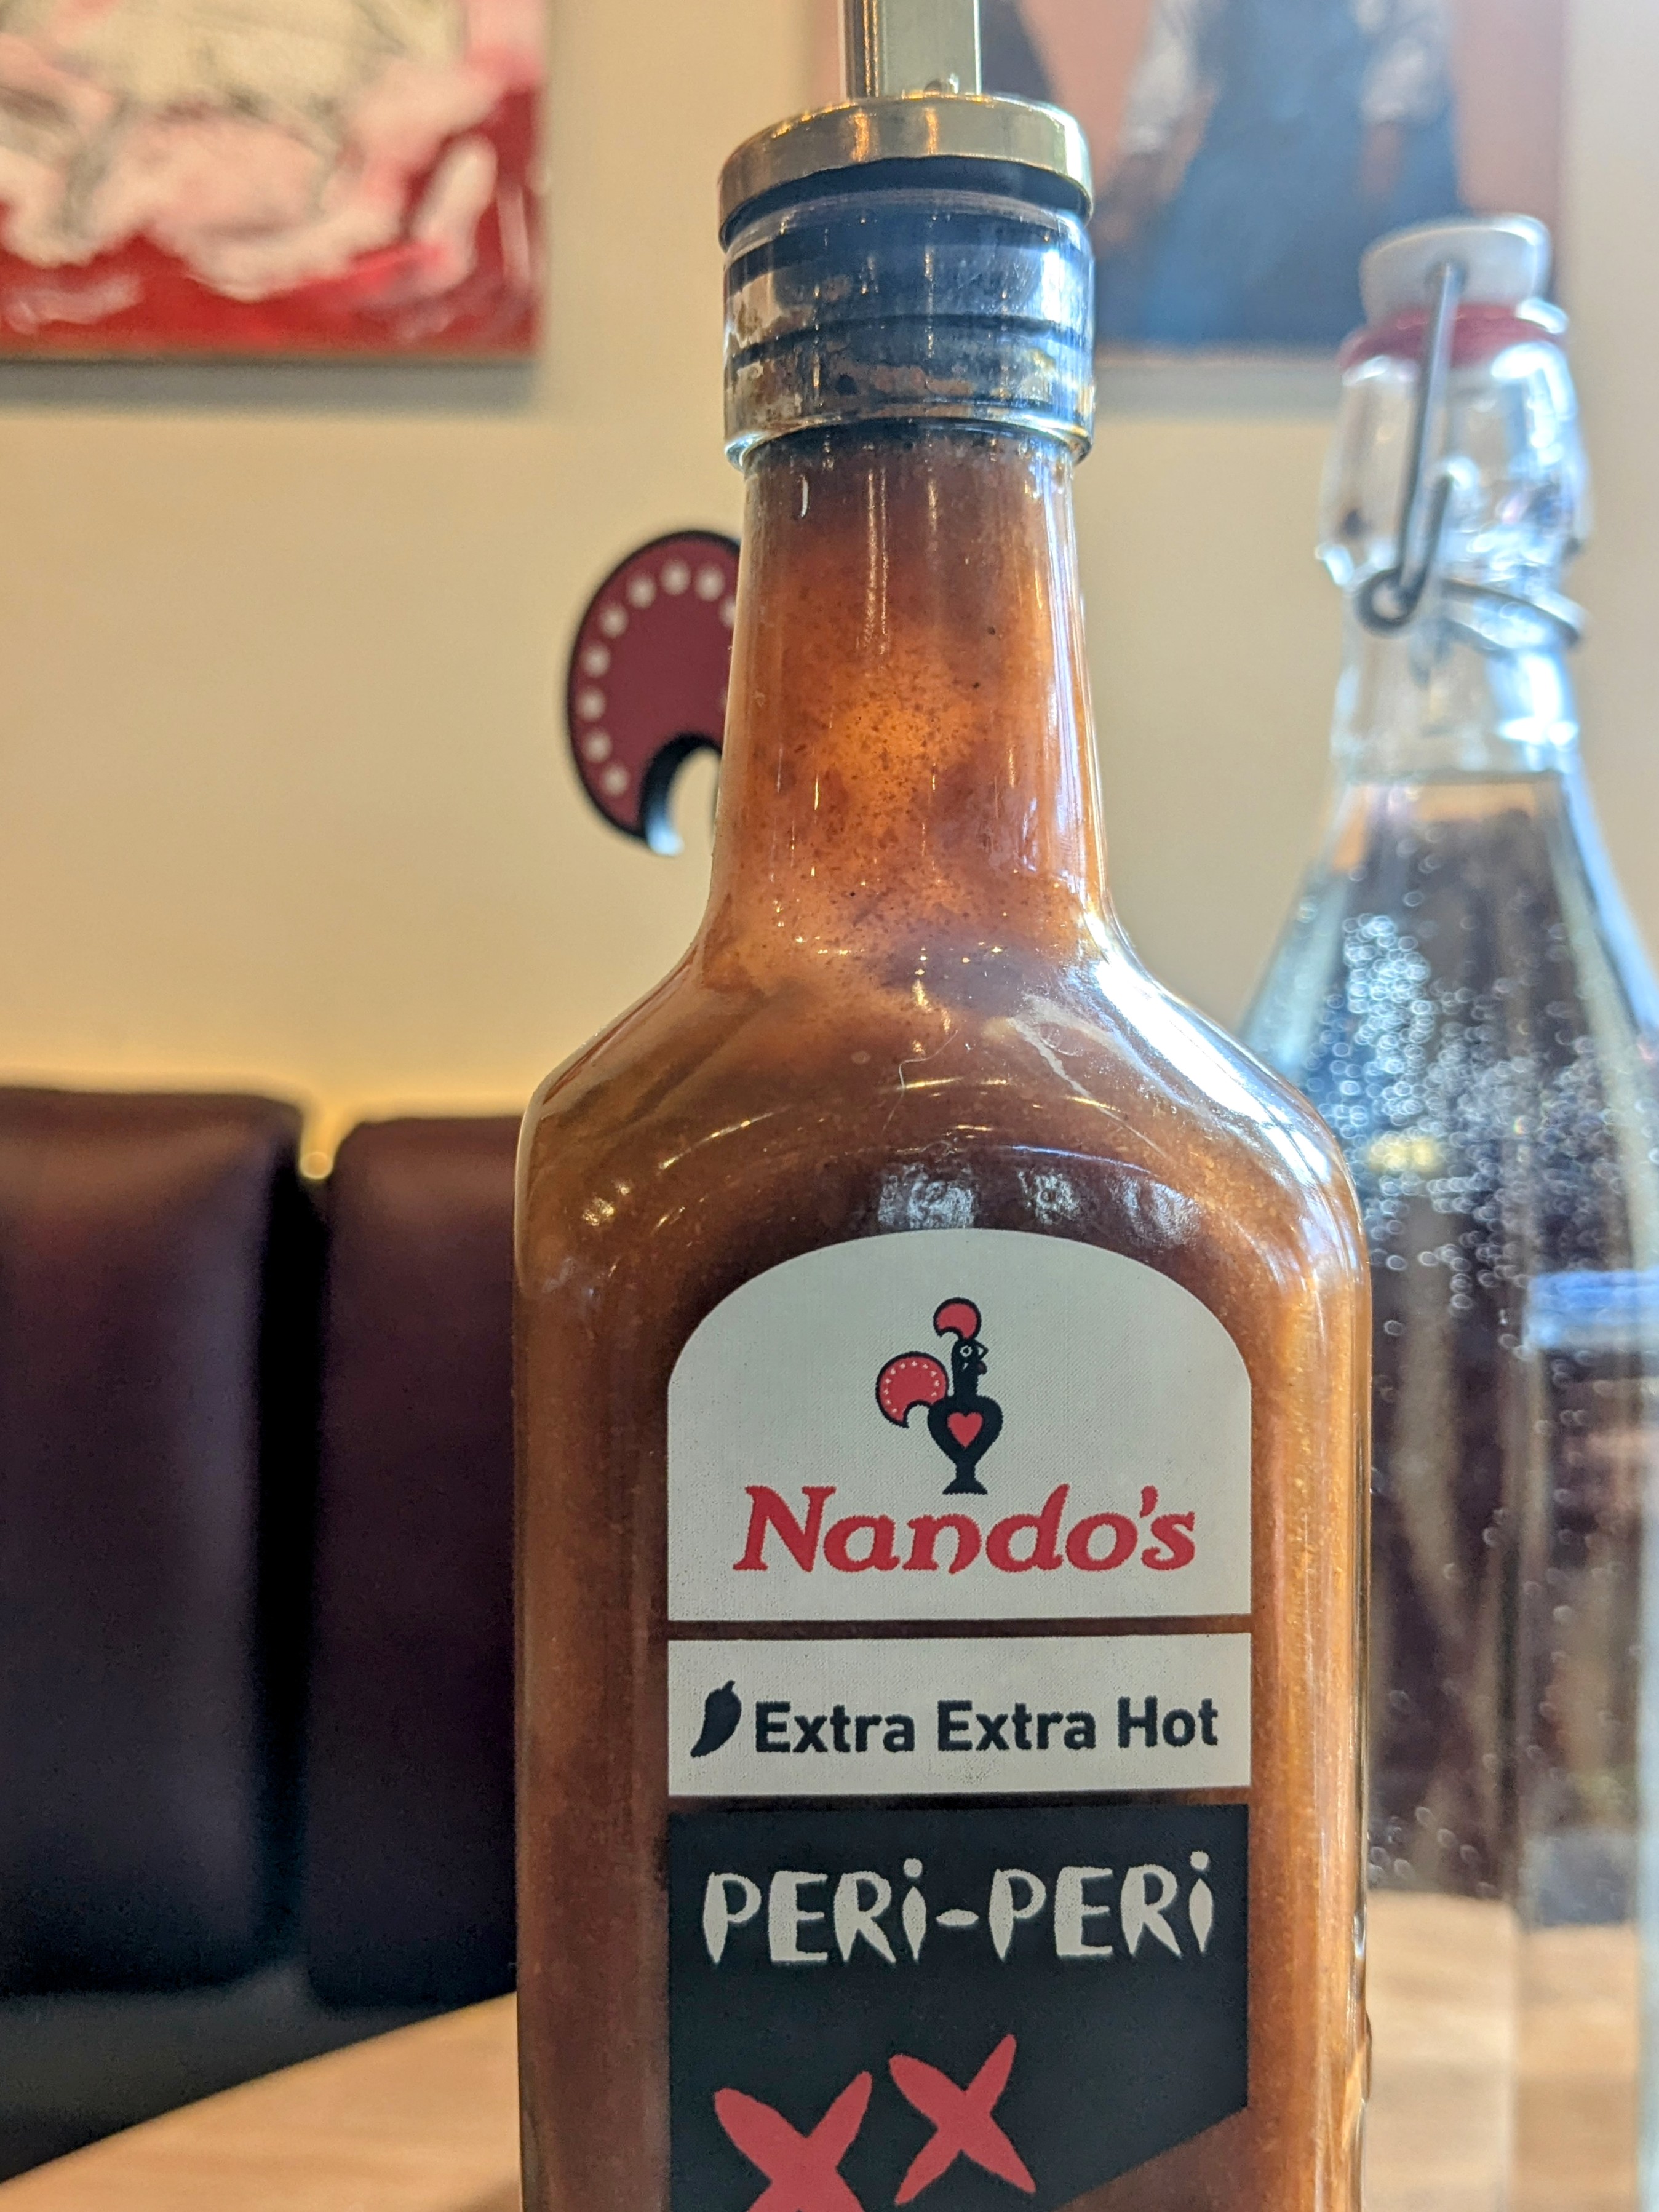 Nando's
Extra Extra Hot
PERi-PERi
XX